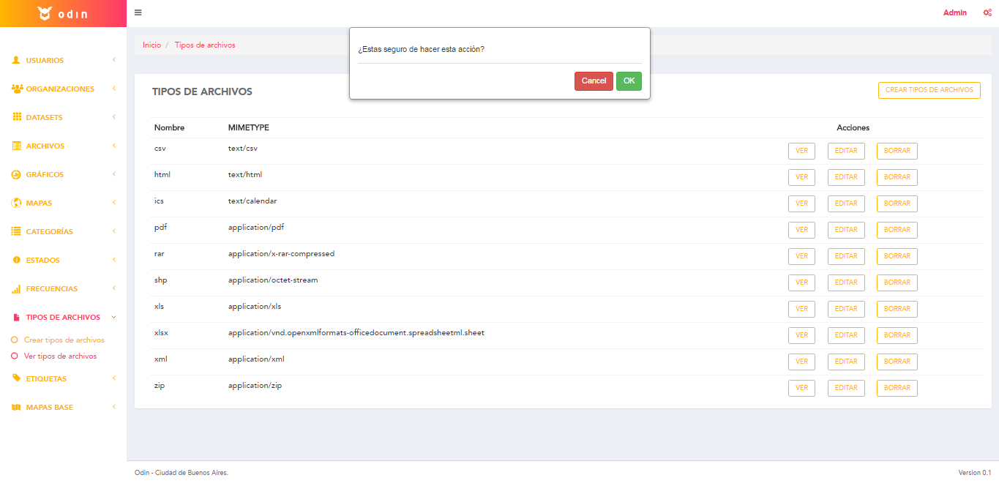 odin
Admin
¿Estas seguro de hacer esta acción?
Cancel OK
Inicio / Tipos de archivos
USUARIOS
ORGANIZACIONES
DATASETS
ARCHIVOS
GRÁFICOS
MAPAS
CATEGORÍAS
ESTADOS
FRECUENCIAS
TIPOS DE ARCHIVOS
Crear tipos de archivos
Ver tipos de archivos
ETIQUETAS
MAPAS BASE
TIPOS DE ARCHIVOS
CREAR TIPOS DE ARCHIVOS
Nombre MIMETYPE Acciones
csv text/csv VER EDITAR BORRAR
html text/html VER EDITAR BORRAR
ics text/calendar VER EDITAR BORRAR
pdf application/pdf VER EDITAR BORRAR
rar application/x-rar-compressed VER EDITAR BORRAR
shp application/octet-stream VER EDITAR BORRAR
xls application/xls VER EDITAR BORRAR
xlsx application/vnd.openxmlformats-officedocument.spreadsheetml.sheet VER EDITAR BORRAR
xml application/xml VER EDITAR BORRAR
zip application/zip VER EDITAR BORRAR
Odin - Ciudad de Buenos Aires.
Version 0.1